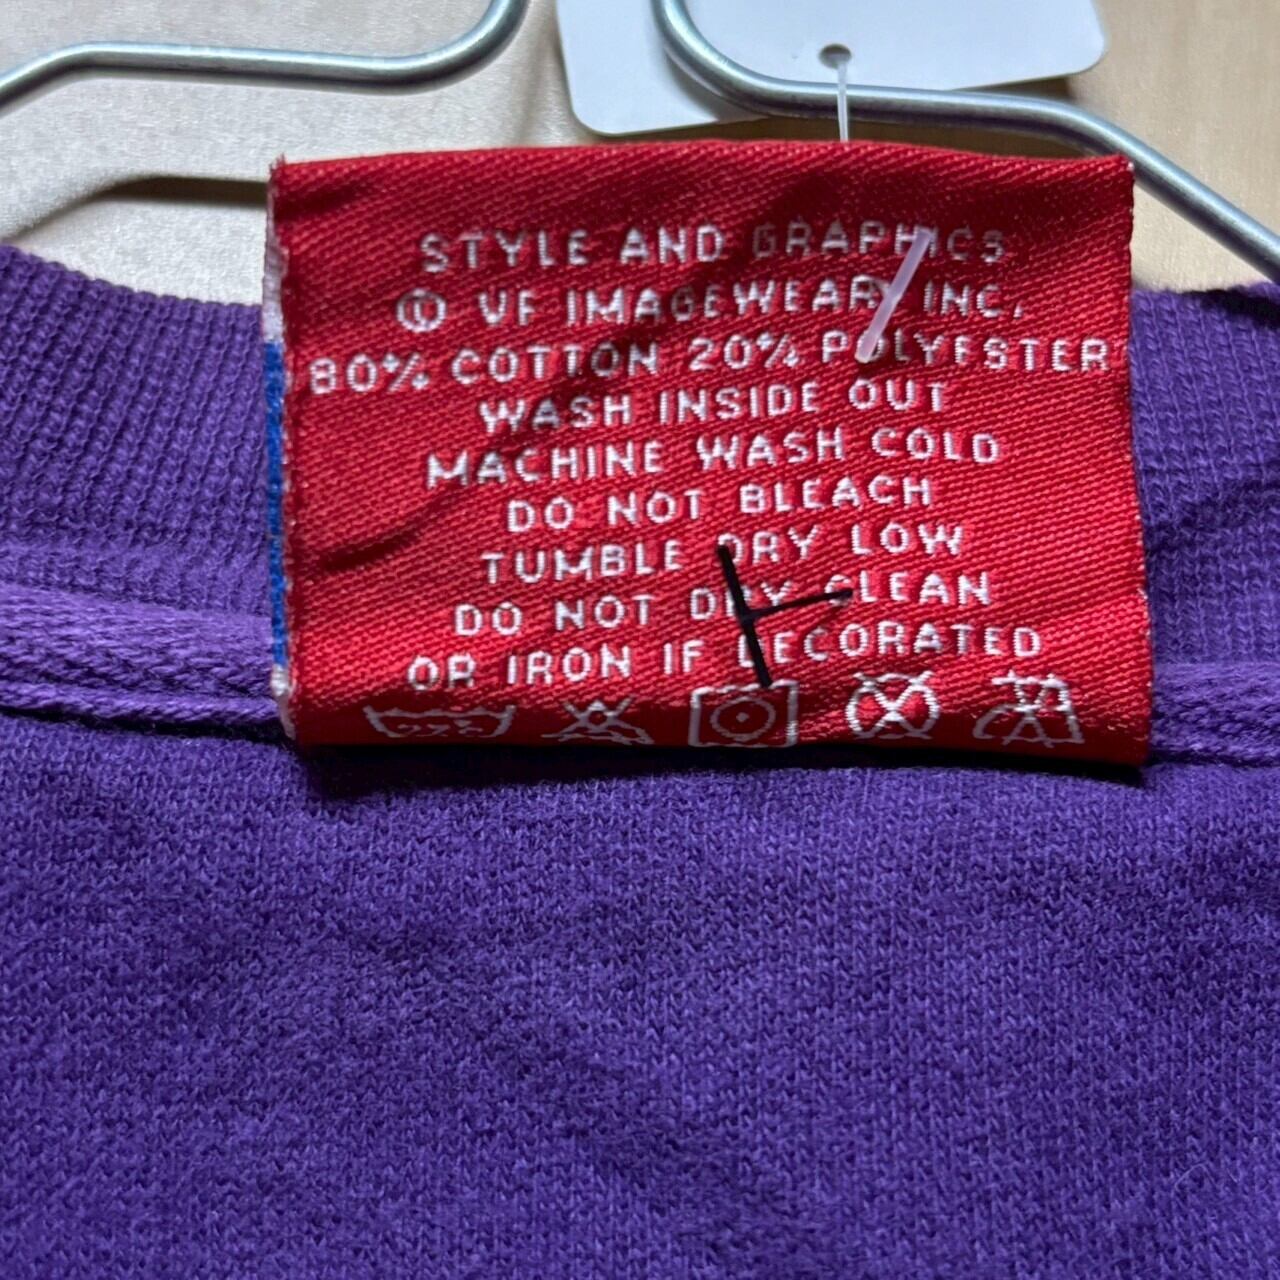 STYLE AND GRAPHICS
© VF IMAGEWEAR, INC.
80% COTTON 20% POLYESTER
WASH INSIDE OUT
MACHINE WASH COLD
DO NOT BLEACH
TUMBLE DRY LOW
DO NOT DRY CLEAN
OR IRON IF DECORATED